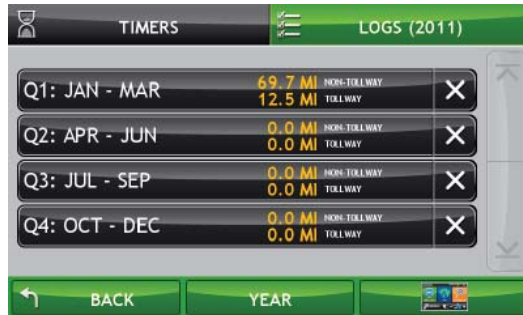 TIMERS
LOGS (2011)
Q1: JAN - MAR
69.7 MI NON-TOLLWAY
12.5 MI TOLLWAY
Q2: APR - JUN
0.0 MI NON-TOLLWAY
0.0 MI TOLLWAY
Q3: JUL - SEP
0.0 MI NON-TOLLWAY
0.0 MI TOLLWAY
Q4: OCT - DEC
0.0 MI NON-TOLLWAY
0.0 MI TOLLWAY
BACK
YEAR